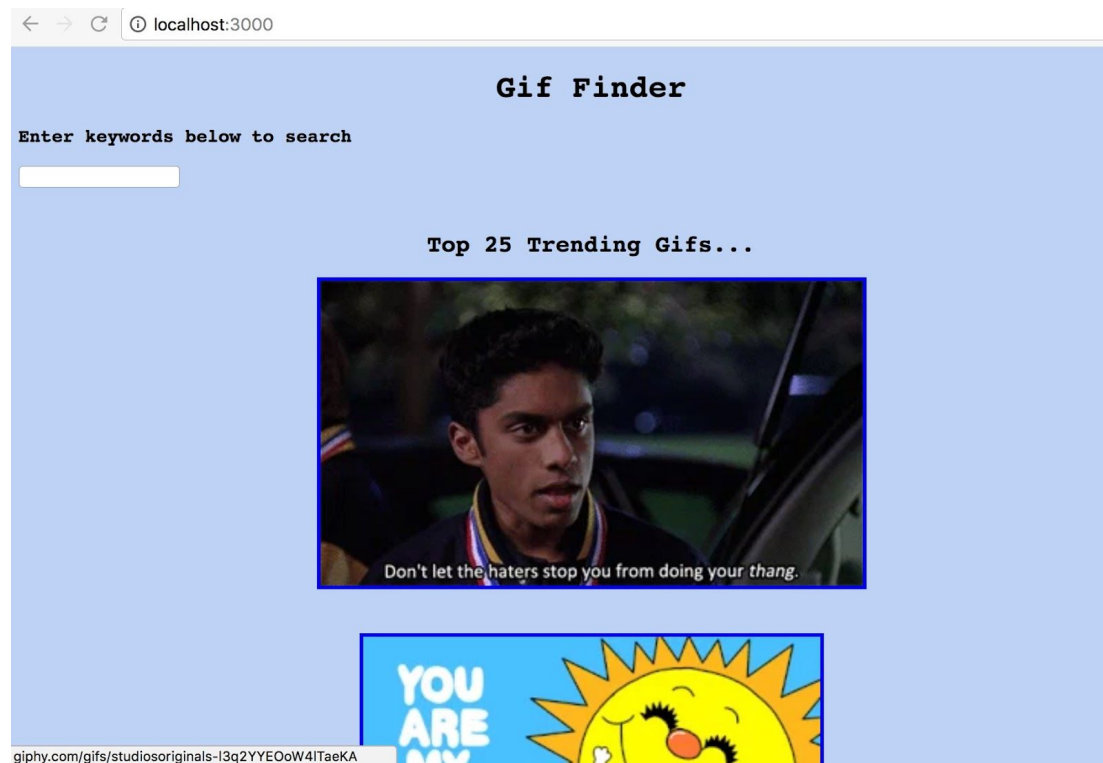 localhost:3000
Gif Finder
Enter keywords below to search
Top 25 Trending Gifs...
Don't let the haters stop you from doing your thang.
YOU
ARE
MY
giphy.com/gifs/studiosoriginals-l3q2YYEOoW4lTaeKA